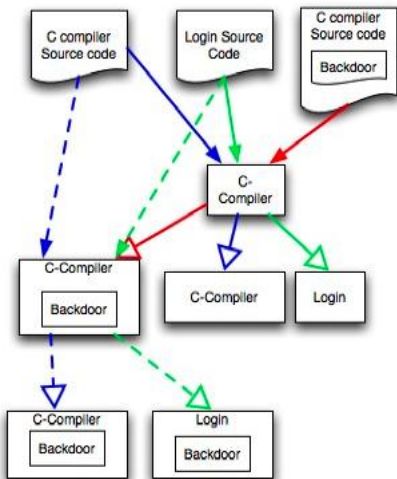 C compiler
Source code
Login Source
Code
C compiler
Source code
Backdoor
C-
Compiler
C-Compiler
Backdoor
C-Compiler
Login
C-Compiler
Backdoor
Login
Backdoor